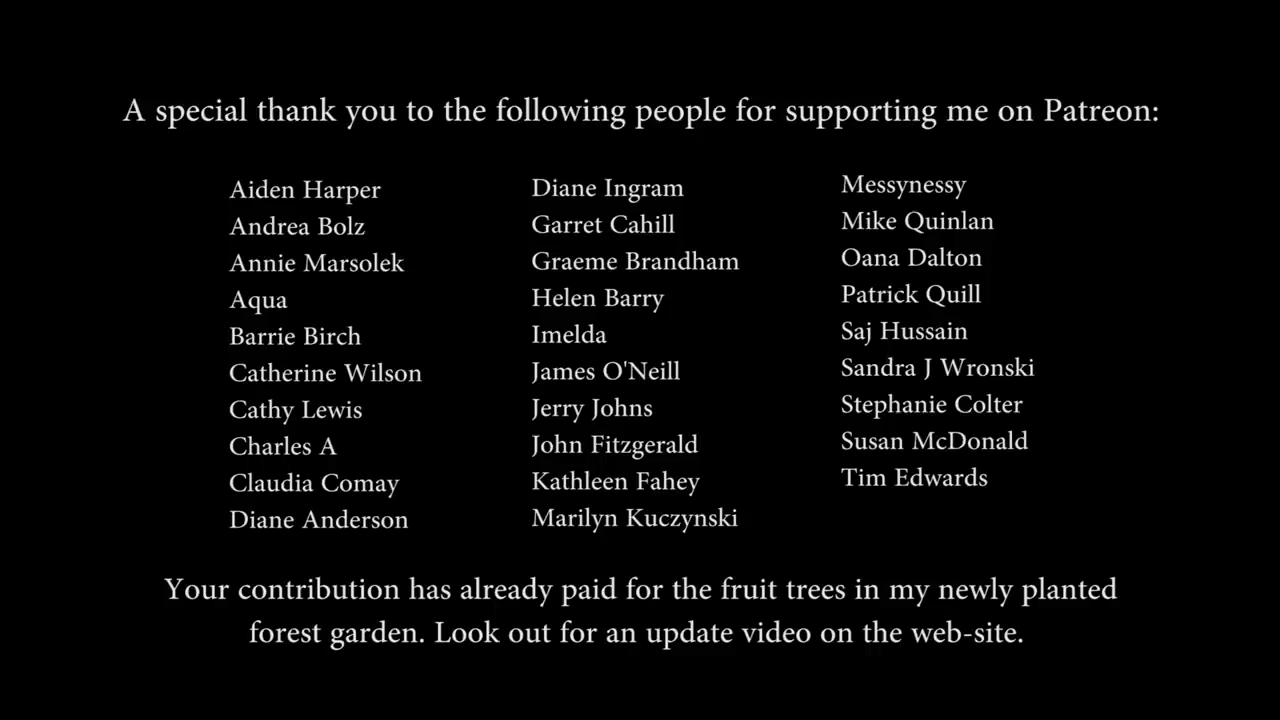 A special thank you to the following people for supporting me on Patreon:
Aiden Harper
Andrea Bolz
Annie Marsolek
Aqua
Barrie Birch
Catherine Wilson
Cathy Lewis
Charles A
Claudia Comay
Diane Anderson
Diane Ingram
Garret Cahill
Graeme Brandham
Helen Barry
Imelda
James O'Neill
Jerry Johns
John Fitzgerald
Kathleen Fahey
Marilyn Kuczynski
Messynessy
Mike Quinlan
Oana Dalton
Patrick Quill
Saj Hussain
Sandra J Wronski
Stephanie Colter
Susan McDonald
Tim Edwards
Your contribution has already paid for the fruit trees in my newly planted
forest garden. Look out for an update video on the web-site.